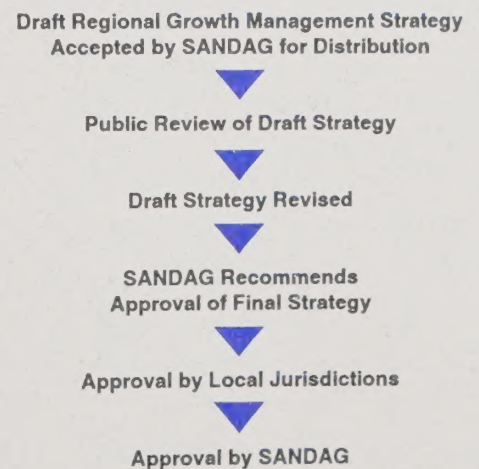 Draft Regional Growth Management Strategy
Accepted by SANDAG for Distribution
Public Review of Draft Strategy
Draft Strategy Revised
SANDAG Recommends
Approval of Final Strategy
Approval by Local Jurisdictions
Approval by SANDAG